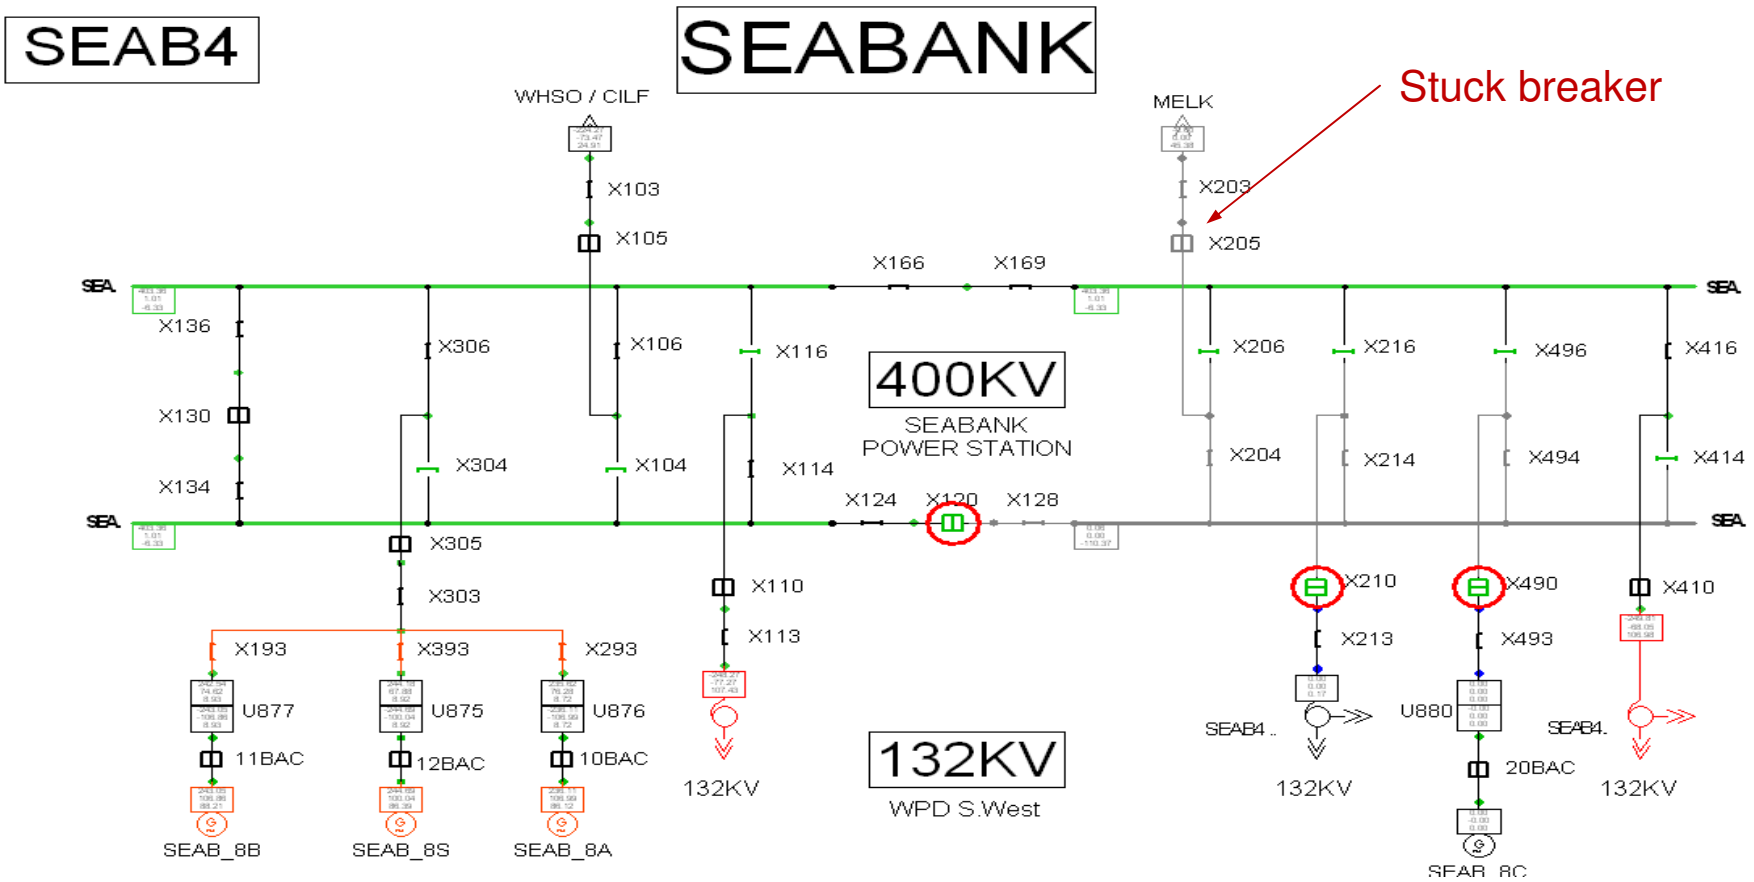 SEAB4
SEABANK
Stuck breaker
WHSO / CILF
MELK
X103
X203
X105
X205
X166
X169
SEA.
SEA.
X136
X306
X106
X116
X206
X216
X496
X416
400KV
X130
SEABANK
POWER STATION
X304
X104
X114
X204
X214
X494
X414
X134
X124
X120
X128
SEA.
SEA.
X305
X303
X110
X210
X490
X410
X193
X393
X293
X113
X213
X493
U877
U875
U876
U880
SEAB4 ..
SEAB4.
11BAC
12BAC
10BAC
132KV
20BAC
132KV
132KV
132KV
WPD S.West
SEAB_8B
SEAB_8S
SEAB_8A
SEAB_8C